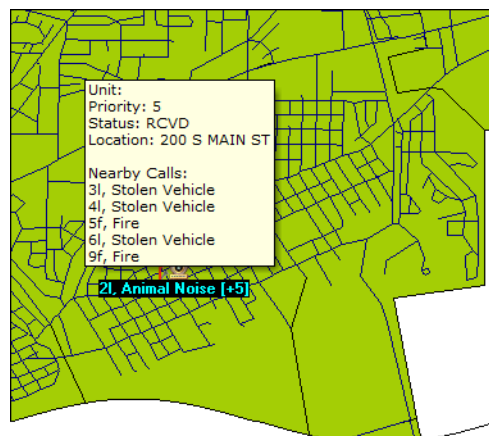 Unit:
Priority: 5
Status: RCVD
Location: 200 S MAIN ST
Nearby Calls:
3l, Stolen Vehicle
4l, Stolen Vehicle
5f, Fire
6l, Stolen Vehicle
9f, Fire
2l, Animal Noise [+5]